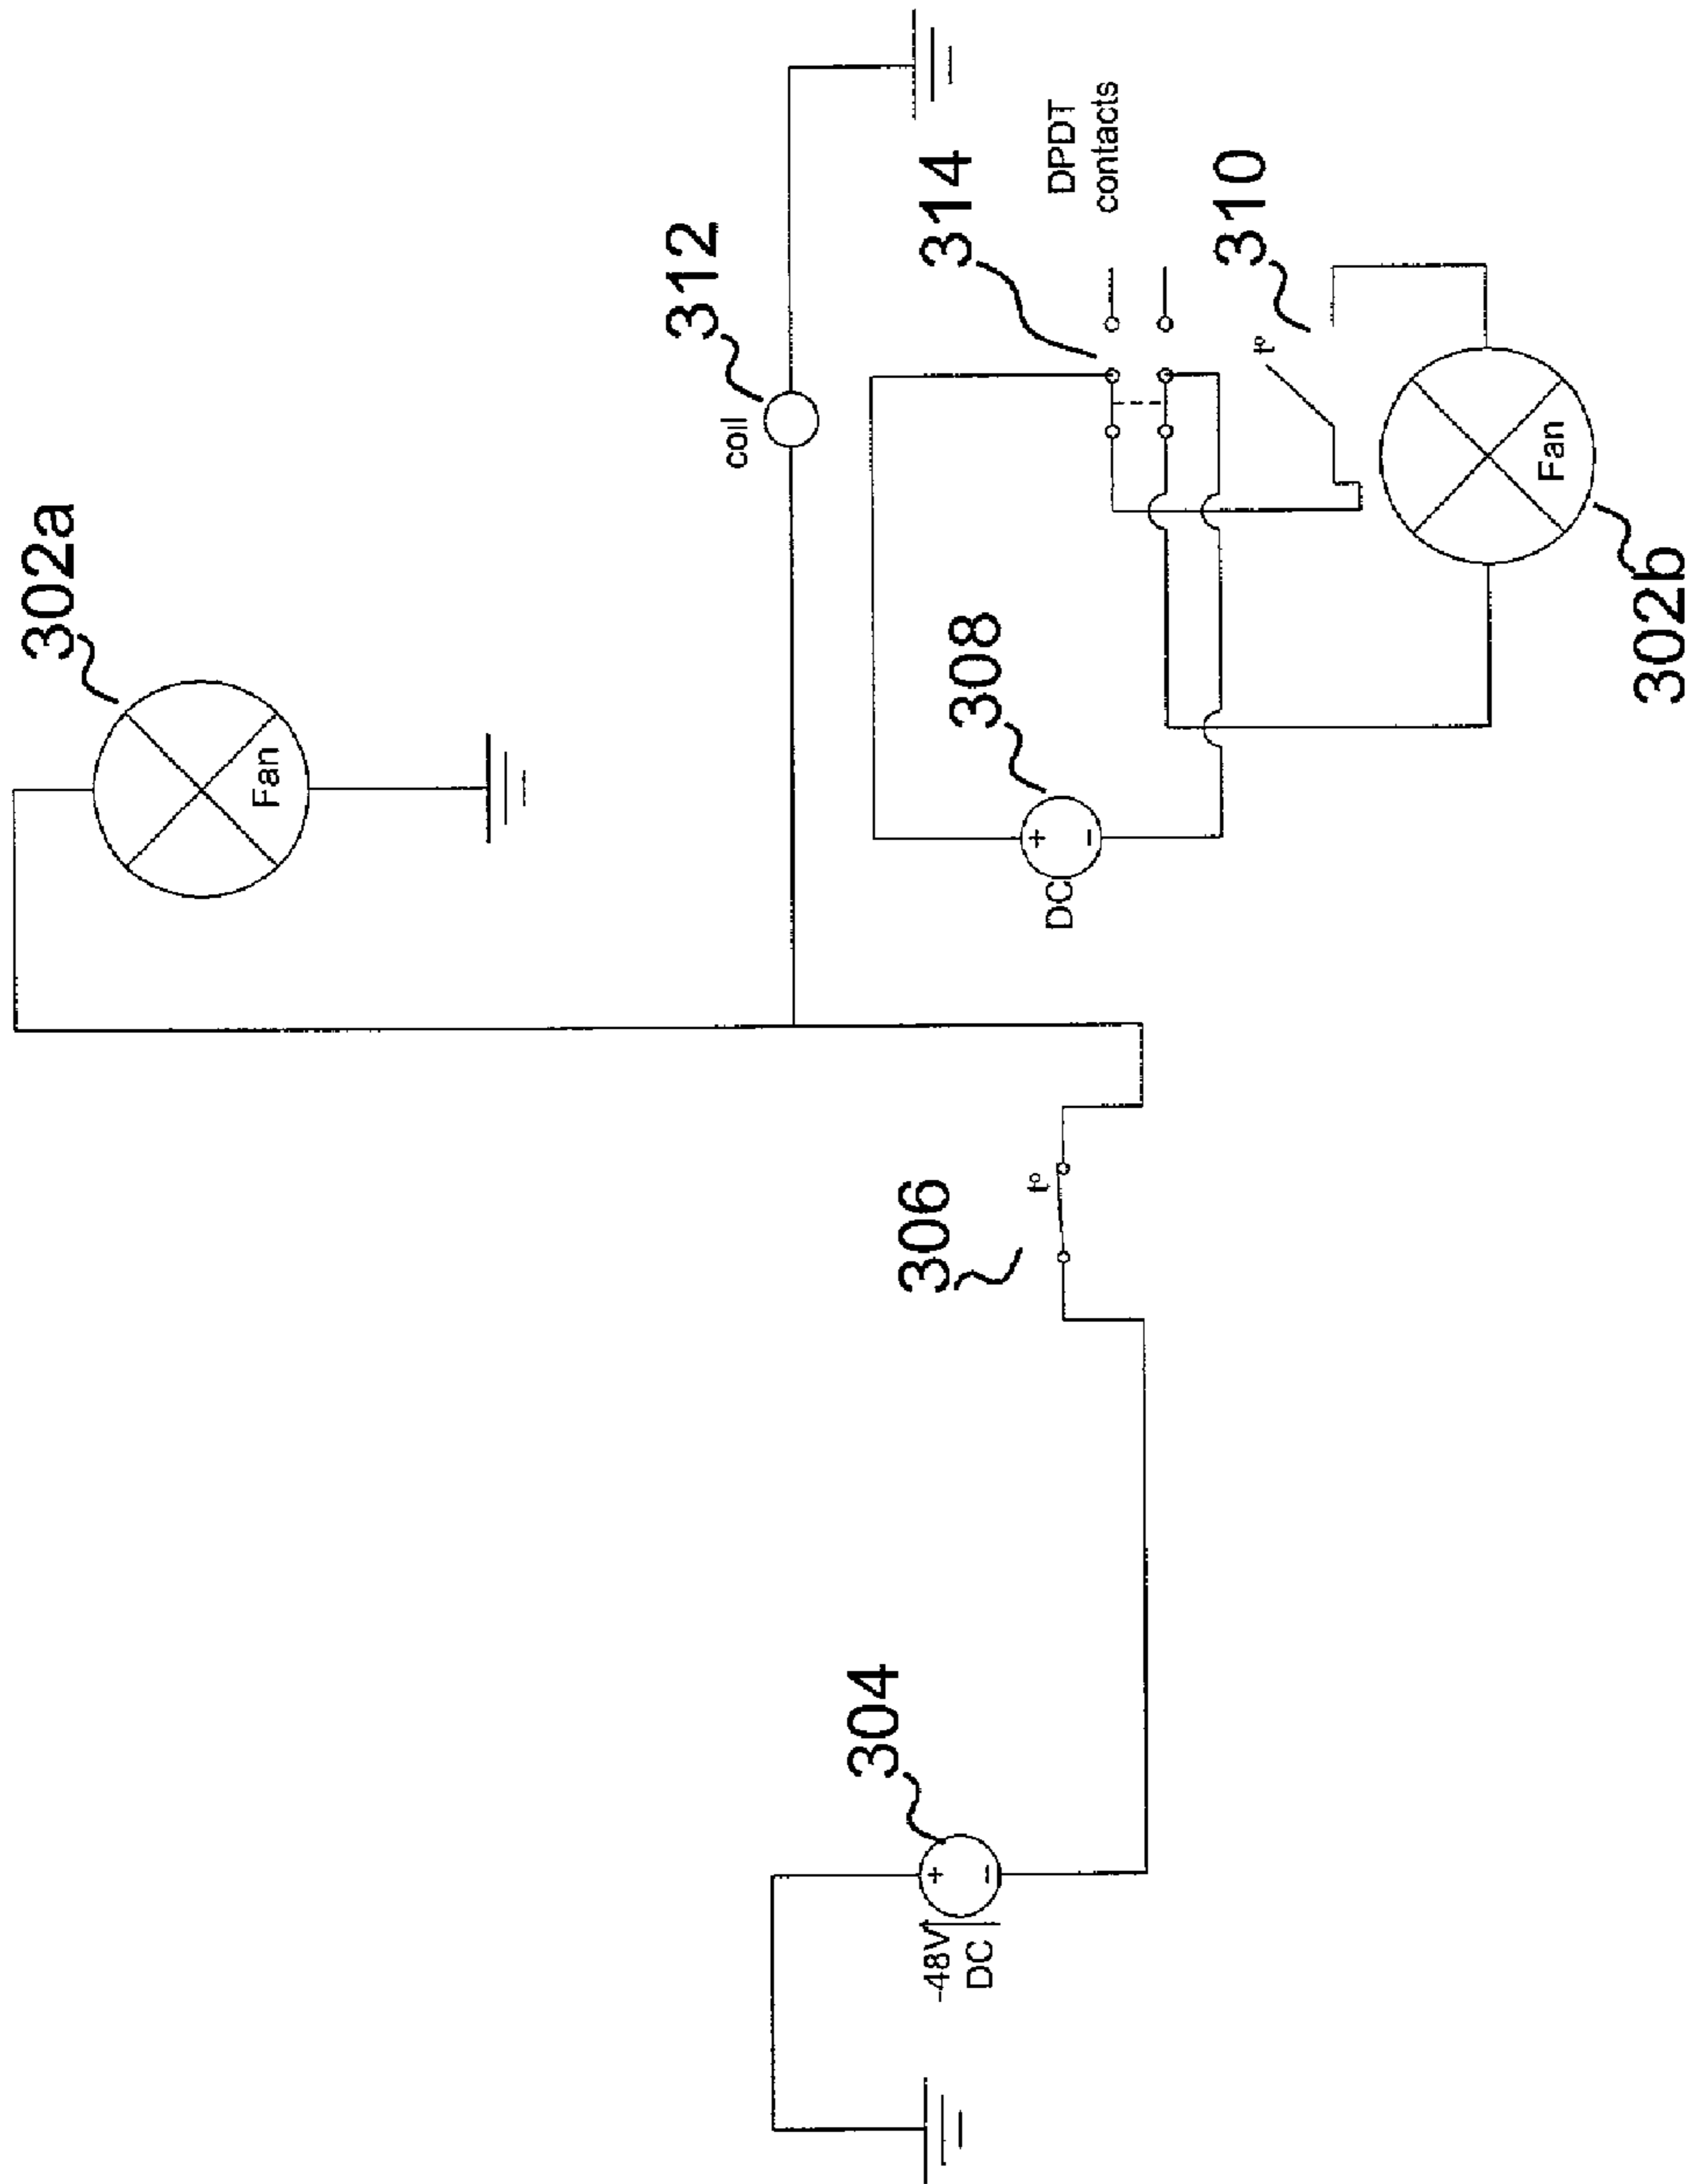 302a
Fan
312
coil
314
DPDT
contacts
308
+
-
DC
310
t°
Fan
302b
306
t°
304
+
-
-48V
DC